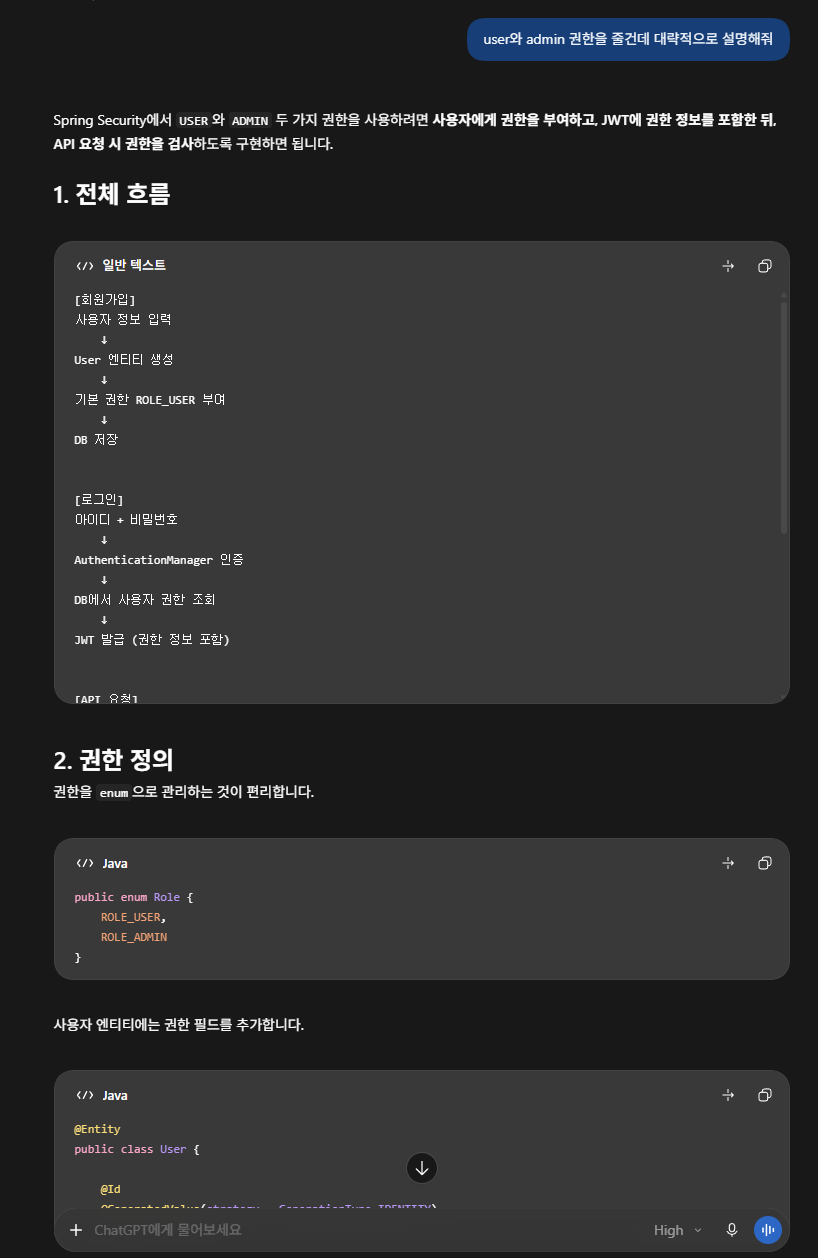 user와 admin 권한을 줄건데 대략적으로 설명해줘
Spring Security에서 USER 와 ADMIN 두 가지 권한을 사용하려면 사용자에게 권한을 부여하고, JWT에 권한 정보를 포함한 뒤,
API 요청 시 권한을 검사하도록 구현하면 됩니다.
1. 전체 흐름
일반 텍스트
[회원가입]
사용자 정보 입력
↓
User 엔티티 생성
↓
기본 권한 ROLE_USER 부여
↓
DB 저장
[로그인]
아이디 + 비밀번호
↓
AuthenticationManager 인증
↓
DB에서 사용자 권한 조회
↓
JWT 발급 (권한 정보 포함)
[API 요청]
2. 권한 정의
권한을 enum 으로 관리하는 것이 편리합니다.
Java
public enum Role {
ROLE_USER,
ROLE_ADMIN
}
사용자 엔티티에는 권한 필드를 추가합니다.
Java
@Entity
public class User {
@Id
@GeneratedValue(strategy = GenerationType.IDENTITY)
ChatGPT에게 물어보세요
High